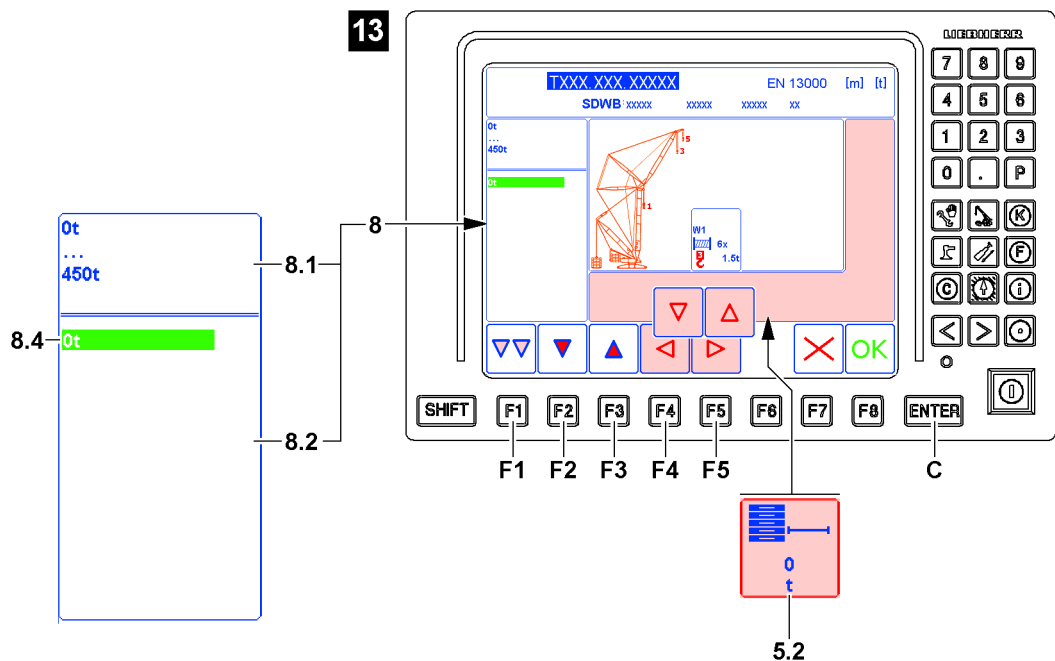 13
LIEBHERR
TXXX.XXX.XXXXX EN 13000 [m] [t]
SDWB: xxxxx xxxxx xxxxx xx
0t
...
450t
0t
5
3
1
W1
6x
1.5t
OK
7 8 9
4 5 6
1 2 3
0 . P
K
F
C i
SHIFT F1 F2 F3 F4 F5 F6 F7 F8 ENTER
F1 F2 F3 F4 F5 C
0t
...
450t
0t
8
8.1
8.4
8.2
0
t
5.2